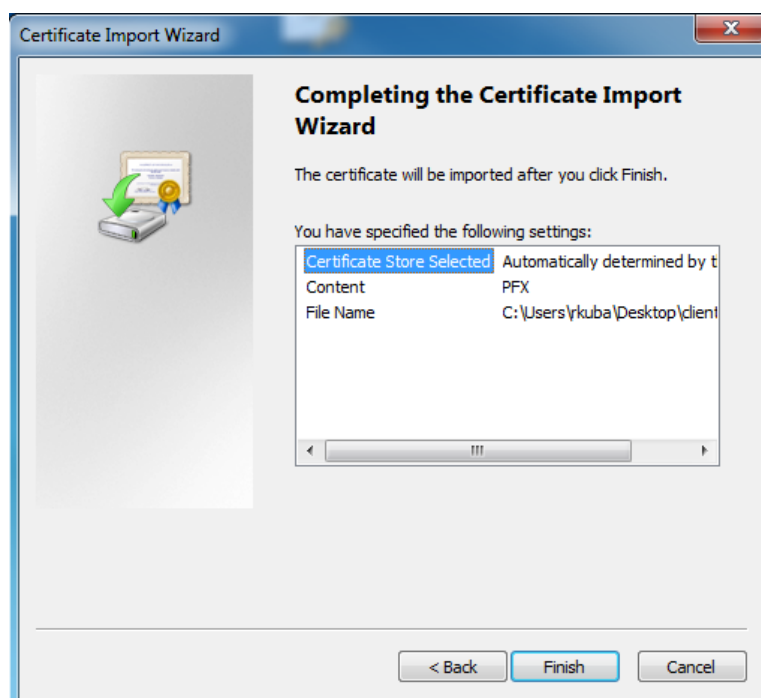 Certificate Import Wizard
Completing the Certificate Import
Wizard
The certificate will be imported after you click Finish.
You have specified the following settings:
Certificate Store Selected Automatically determined by t
Content PFX
File Name C:\Users\rkuba\Desktop\client
< Back Finish Cancel